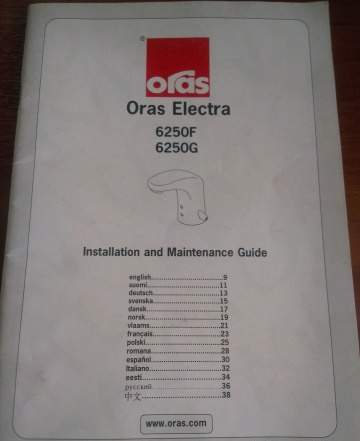 ®
oras
Oras Electra
6250F
6250G
Installation and Maintenance Guide
english.....................................9
suomi.....................................11
deutsch...................................13
svenska...................................15
dansk.....................................17
norsk.....................................19
vlaams....................................21
français..................................23
polski....................................25
romana....................................28
español...................................30
italiano..................................32
eesti.....................................34
русский...................................36
中文......................................38
www.oras.com